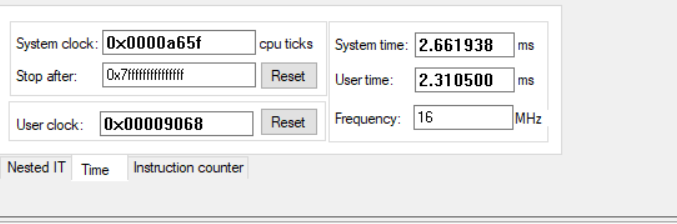 System clock: 0x0000a65f cpu ticks
Stop after: 0x7fffffffffffffff Reset
User clock: 0x00009068 Reset
System time: 2.661938 ms
User time: 2.310500 ms
Frequency: 16 MHz
Nested IT Time Instruction counter